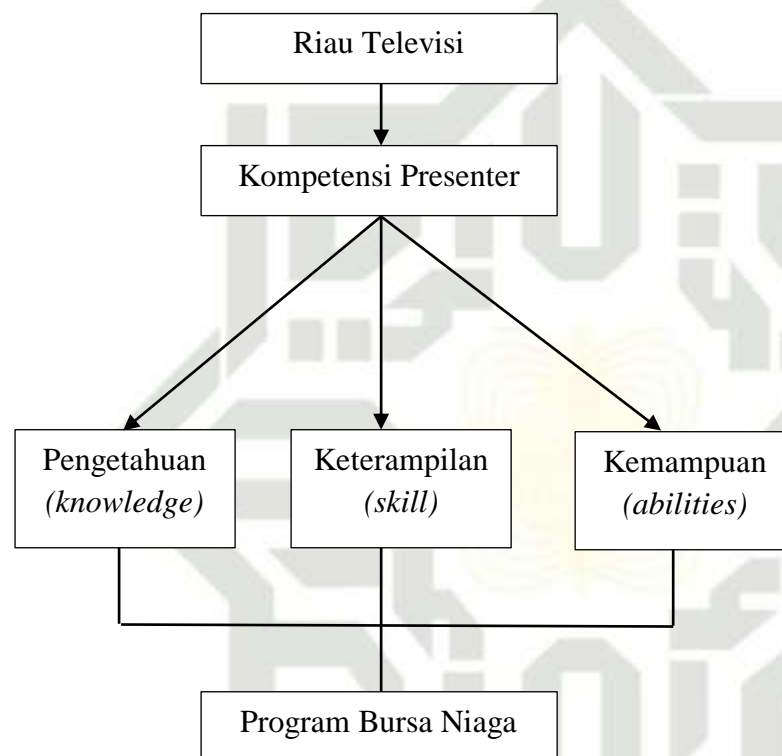 Riau Televisi
Kompetensi Presenter
Pengetahuan
(knowledge)
Keterampilan
(skill)
Kemampuan
(abilities)
Program Bursa Niaga